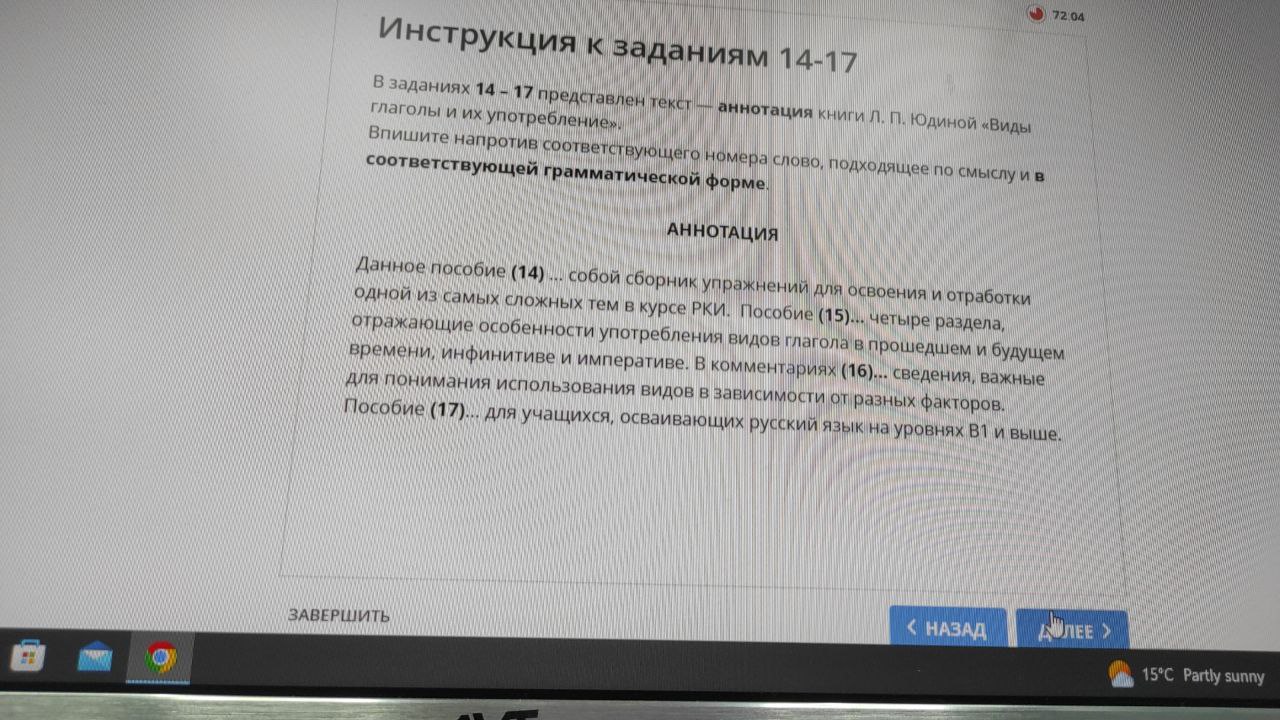 72:04
Инструкция к заданиям 14-17
В заданиях 14 – 17 представлен текст — аннотация книги Л. П. Юдиной «Виды
глаголы и их употребление».
Впишите напротив соответствующего номера слово, подходящее по смыслу и в
соответствующей грамматической форме.
АННОТАЦИЯ
Данное пособие (14) ... собой сборник упражнений для освоения и отработки
одной из самых сложных тем в курсе РКИ. Пособие (15)... четыре раздела,
отражающие особенности употребления видов глагола в прошедшем и будущем
времени, инфинитиве и императиве. В комментариях (16)... сведения, важные
для понимания использования видов в зависимости от разных факторов.
Пособие (17)... для учащихся, осваивающих русский язык на уровнях В1 и выше.
ЗАВЕРШИТЬ
НАЗАД
ДАЛЕЕ
15°C Partly sunny